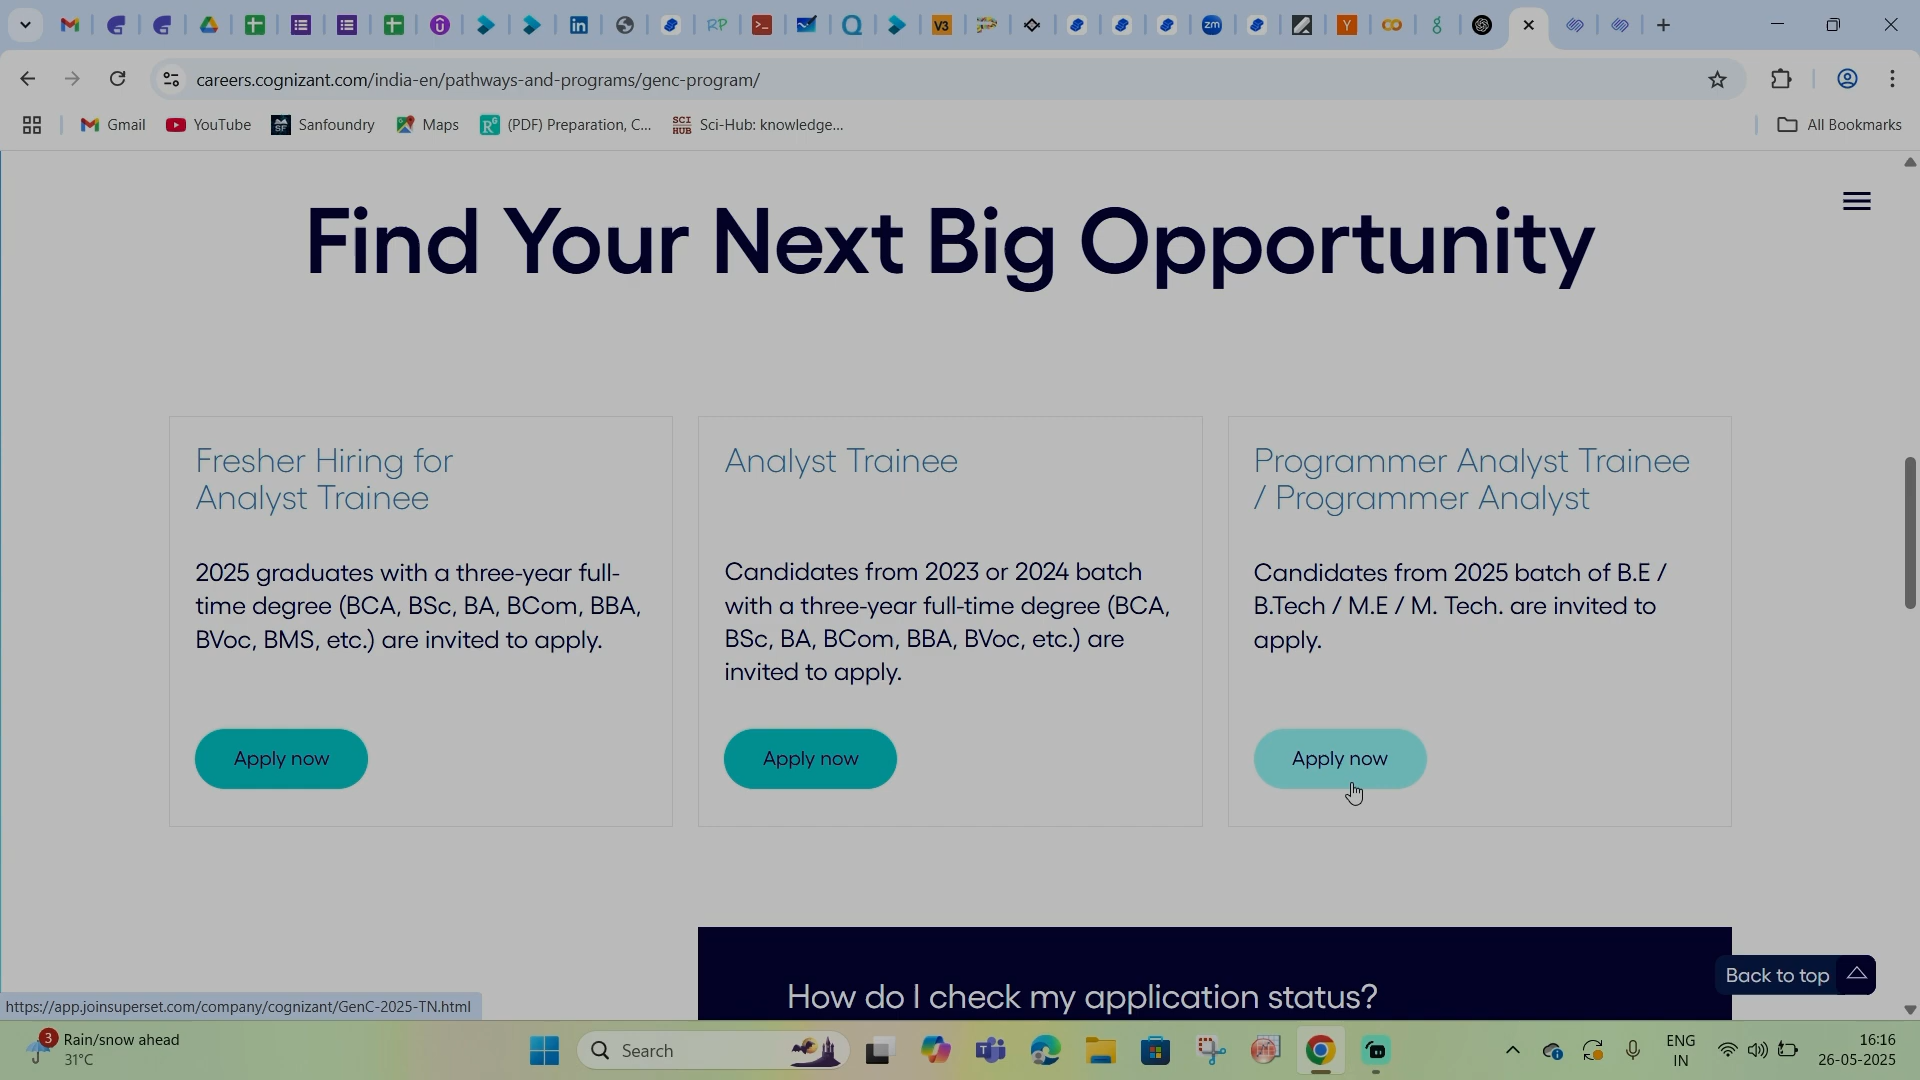 careers.cognizant.com/india-en/pathways-and-programs/genc-program/
Gmail
YouTube
Sanfoundry
Maps
(PDF) Preparation, C...
SCI HUB
Sci-Hub: knowledge...
All Bookmarks
Find Your Next Big Opportunity
Fresher Hiring for
Analyst Trainee
2025 graduates with a three-year full-
time degree (BCA, BSc, BA, BCom, BBA,
BVoc, BMS, etc.) are invited to apply.
Apply now
Analyst Trainee
Candidates from 2023 or 2024 batch
with a three-year full-time degree (BCA,
BSc, BA, BCom, BBA, BVoc, etc.) are
invited to apply.
Apply now
Programmer Analyst Trainee
/ Programmer Analyst
Candidates from 2025 batch of B.E /
B.Tech / M.E / M. Tech. are invited to
apply.
Apply now
How do I check my application status?
Back to top
https://app.joinsuperset.com/company/cognizant/GenC-2025-TN.html
3
Rain/snow ahead
31°C
Search
ENG
IN
16:16
26-05-2025